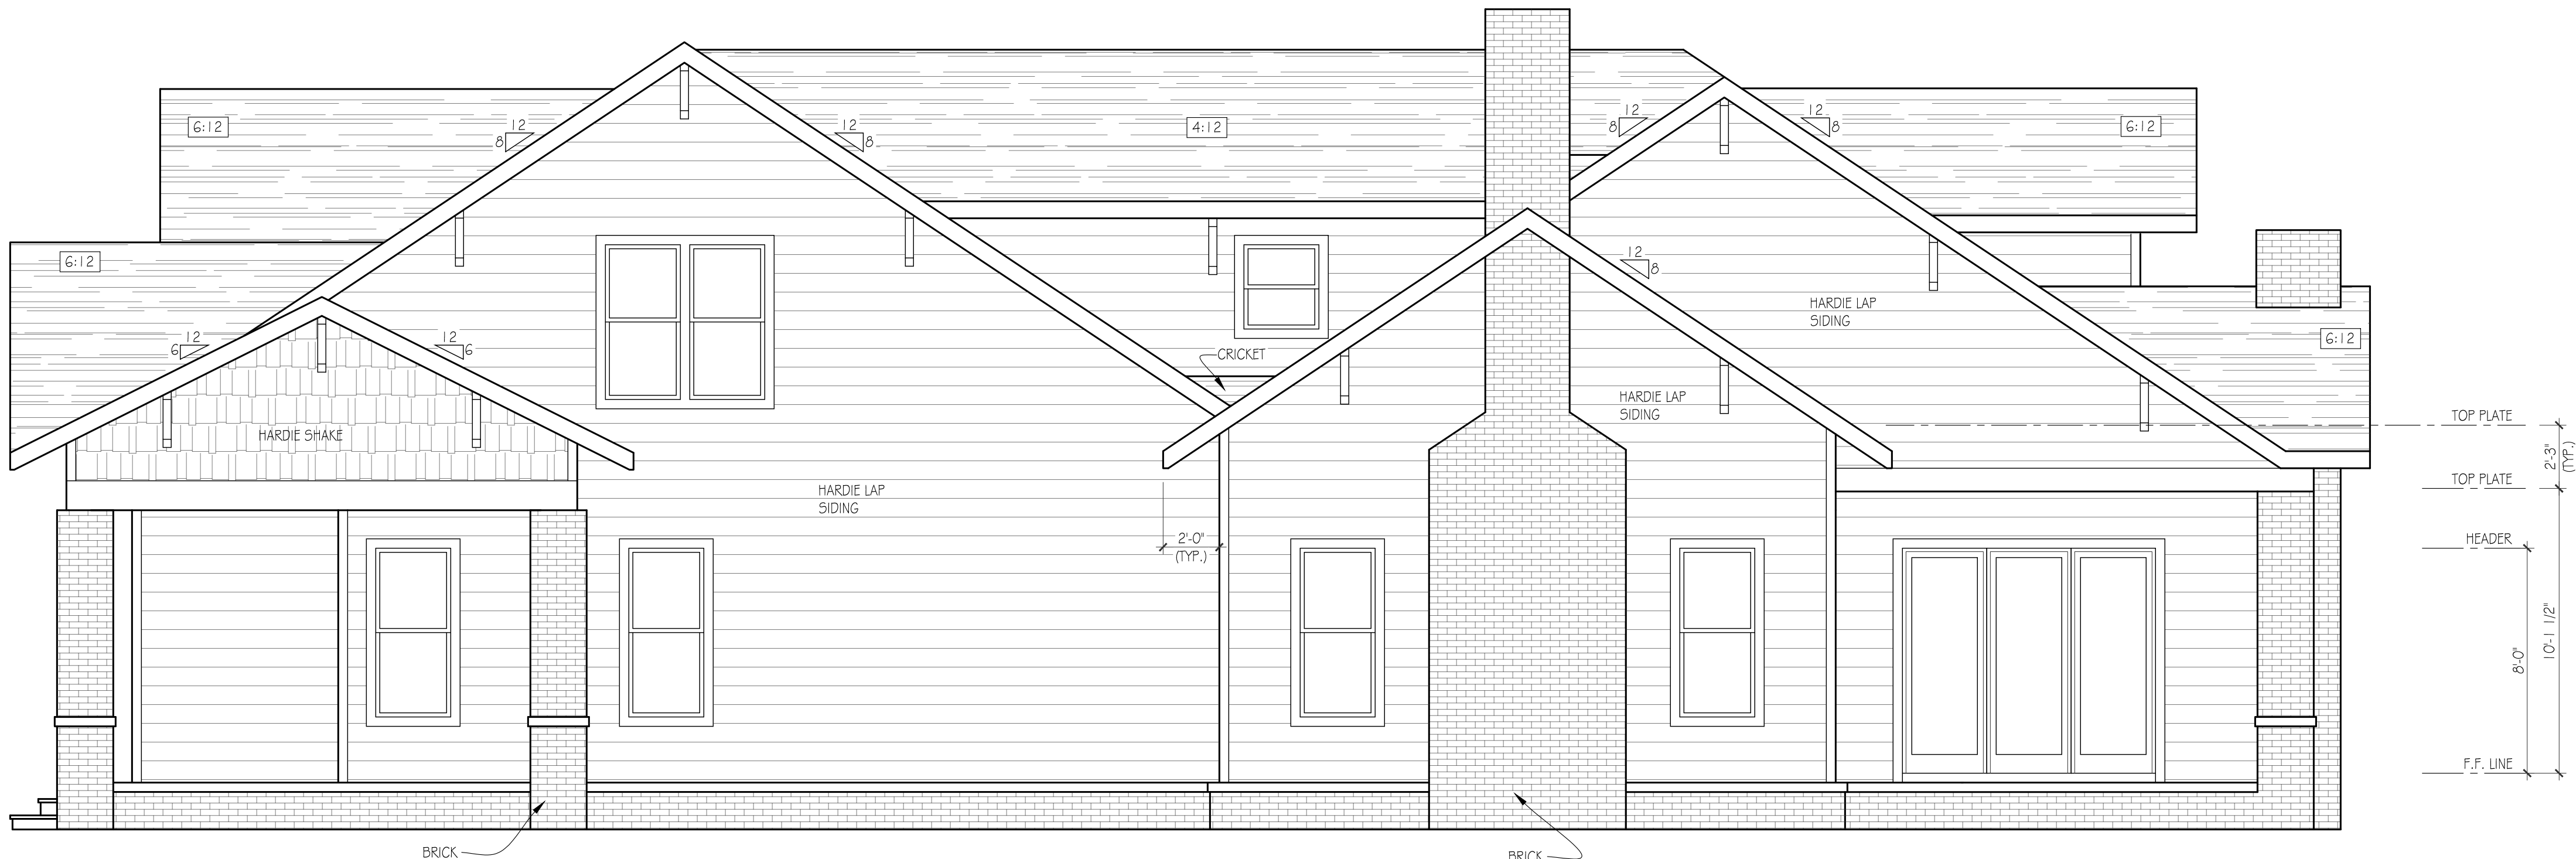 6:12
12
8
12
8
4:12
12
8
12
8
6:12
6:12
12
8
HARDIE LAP
SIDING
12
6
12
6
CRICKET
6:12
HARDIE LAP
SIDING
TOP PLATE
HARDIE SHAKE
2'-3"
(TYP.)
TOP PLATE
HARDIE LAP
SIDING
2'-0"
(TYP.)
HEADER
10'-1 1/2"
8'-0"
F.F. LINE
BRICK
BRICK